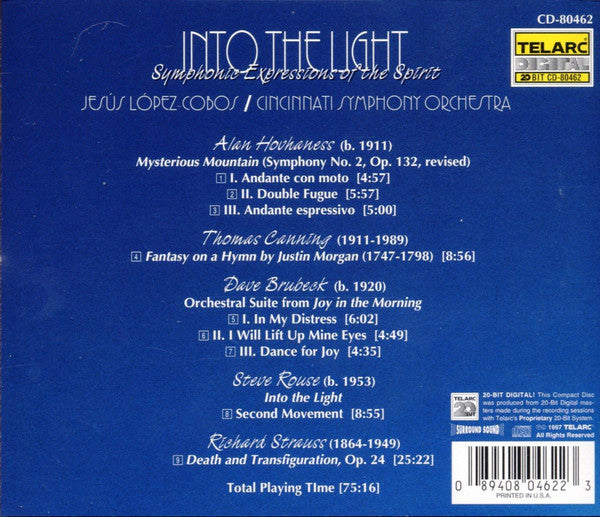 CD-80462
INTO THE LIGHT
Symphonic Expressions of the Spirit
JESÚS LÓPEZ-COBOS / CINCINNATI SYMPHONY ORCHESTRA
TELARC
DIGITAL
20 BIT CD-80462
Alan Hovhaness (b. 1911)
Mysterious Mountain (Symphony No. 2, Op. 132, revised)
1 I. Andante con moto [4:57]
2 II. Double Fugue [5:57]
3 III. Andante espressivo [5:00]
Thomas Canning (1911-1989)
4 Fantasy on a Hymn by Justin Morgan (1747-1798) [8:56]
Dave Brubeck (b. 1920)
Orchestral Suite from Joy in the Morning
5 I. In My Distress [6:02]
6 II. I Will Lift Up Mine Eyes [4:49]
7 III. Dance for Joy [4:35]
Steve Rouse (b. 1953)
Into the Light
8 Second Movement [8:55]
Richard Strauss (1864-1949)
9 Death and Transfiguration, Op. 24 [25:22]
Total Playing TIme [75:16]
TELARC
20 BIT
20-BIT DIGITAL! This Compact Disc
was produced from 20-Bit Digital mas-
ters made during the recording sessions
with Telarc's Proprietary 20-Bit System.
SURROUND SOUND
℗© 1997 TELARC
All Rights Reserved
0 89408 04622 3
PRINTED IN U.S.A.